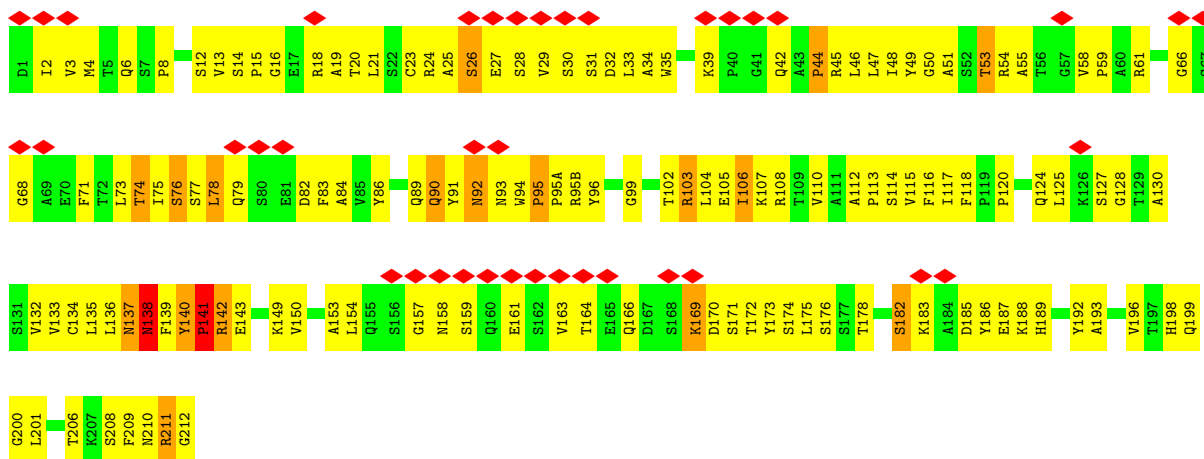 D1 I2 V3 M4 T5 Q6 S7 P8 S12 V13 S14 P15 G16 E17 R18 A19 T20 L21 S22 C23 R24 A25 S26 E27 S28 V29 S30 S31 D32 L33 A34 W35 K39 P40 G41 Q42 A43 P44 R45 L46 L47 I48 Y49 G50 A51 S52 T53 R54 A55 T56 G57 V58 P59 A60 R61 G66
G68 A69 E70 F71 T72 L73 T74 I75 S76 S77 L78 Q79 S80 E81 D82 F83 A84 V85 Y86 Q89 Q90 Y91 N92 N93 W94 P95 P95A R95B Y96 G99 T102 R103 L104 E105 I106 K107 R108 T109 V110 A111 A112 P113 S114 V115 F116 I117 F118 P119 P120 Q124 L125 K126 S127 G128 T129 A130
S131 V132 V133 C134 L135 L136 N137 N138 F139 Y140 P141 R142 E143 K149 V150 A153 L154 Q155 S156 G157 N158 S159 Q160 E161 S162 V163 T164 E165 Q166 D167 S168 K169 D170 S171 T172 Y173 S174 L175 S176 S177 T178 S182 K183 A184 D185 Y186 E187 K188 H189 Y192 A193 V196 T197 H198 Q199
G200 L201 T206 K207 S208 F209 N210 R211 G212